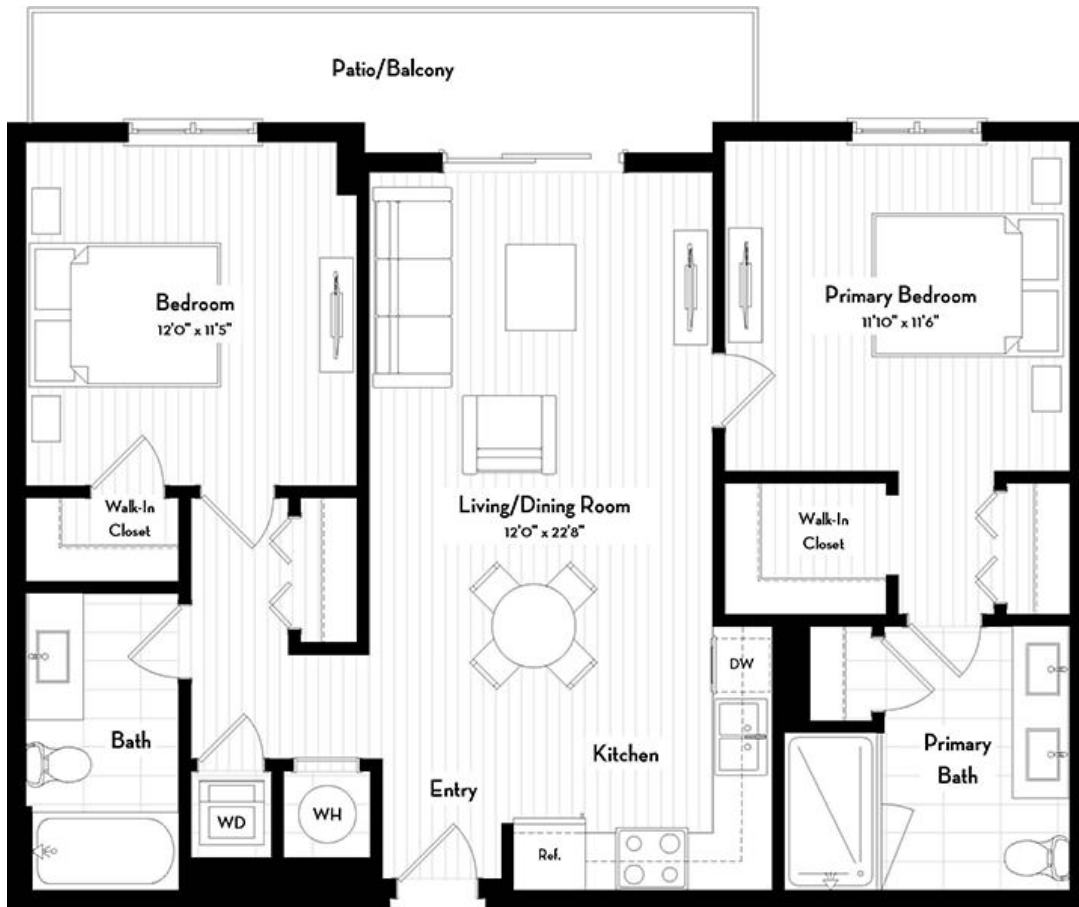 Patio/Balcony
Bedroom
12'0" x 11'5"
Primary Bedroom
11'10" x 11'6"
Walk-In
Closet
Living/Dining Room
12'0" x 22'8"
Walk-In
Closet
DW
Bath
Kitchen
Primary
Bath
Entry
WD
WH
Ref.